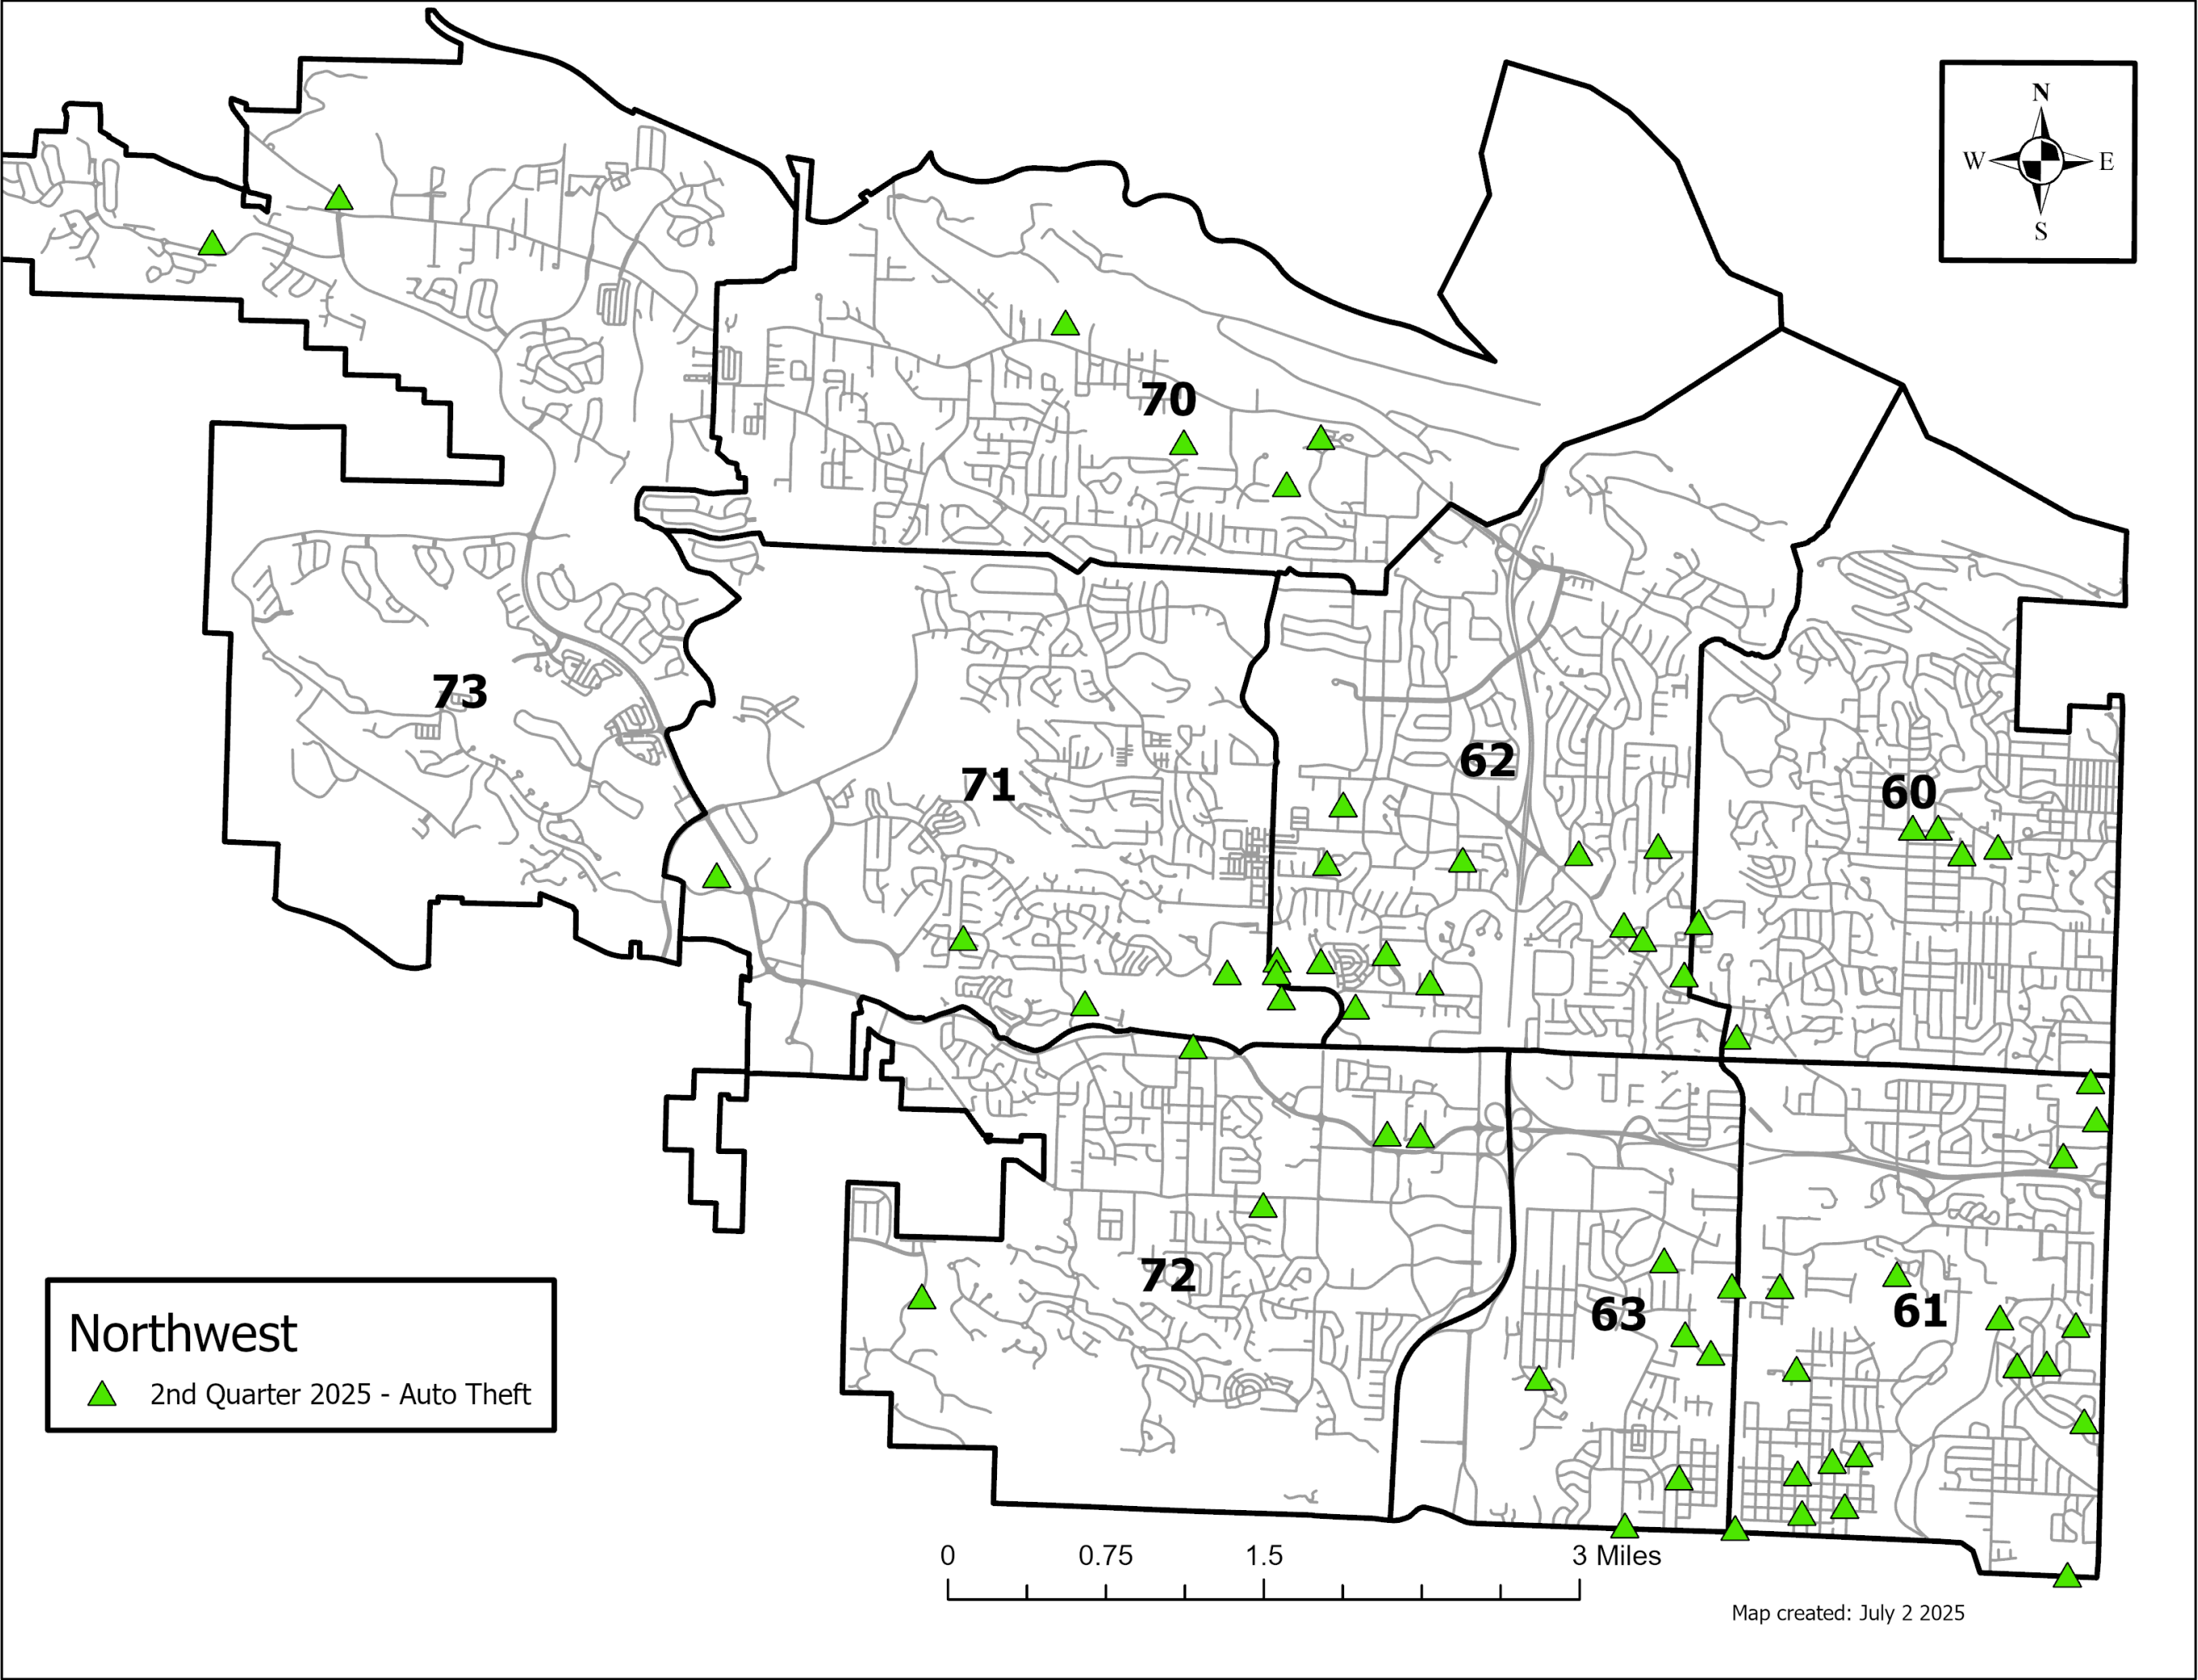 N
W E
S
70
73
71
62
60
72
63
61
Northwest
2nd Quarter 2025 - Auto Theft
0 0.75 1.5 3 Miles
Map created: July 2 2025